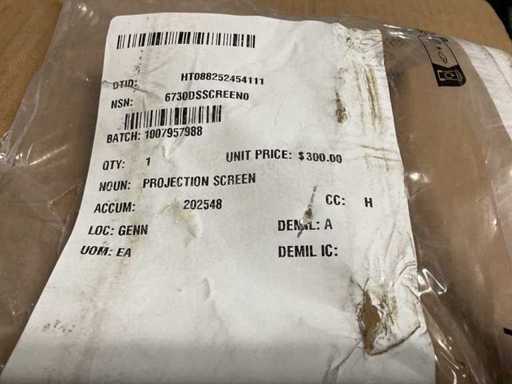 DTID: HT088252454111
NSN: 6730DSSCREEN0
BATCH: 1007957988
QTY: 1 UNIT PRICE: $300.00
NOUN: PROJECTION SCREEN
ACCUM: 202548 CC: H
LOC: GENN DEMIL: A
UOM: EA DEMIL IC: